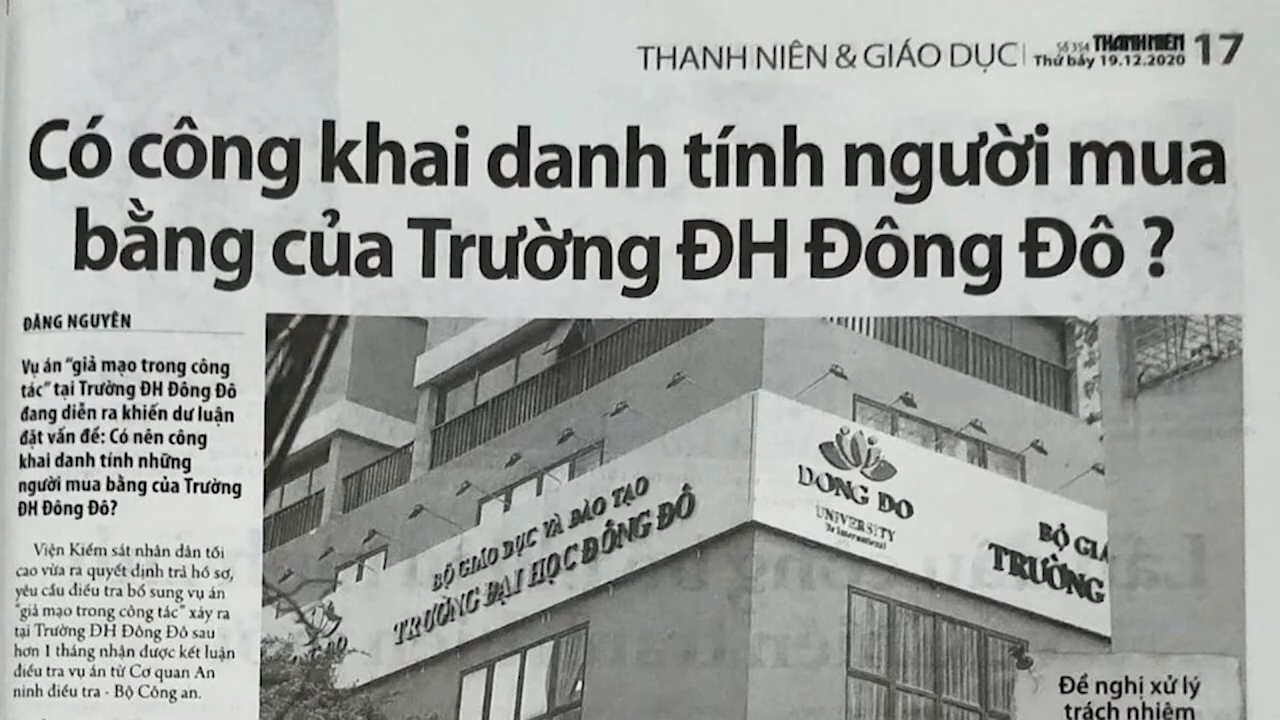 THANH NIÊN & GIÁO DỤC
Số 354 THANH NIÊN
Thứ bảy 19.12.2020
17
Có công khai danh tính người mua
bằng của Trường ĐH Đông Đô ?
ĐĂNG NGUYÊN
Vụ án "giả mạo trong công
tác" tại Trường ĐH Đông Đô
đang diễn ra khiến dư luận
đặt vấn đề: Có nên công
khai danh tính những
người mua bằng của Trường
ĐH Đông Đô?
Viện Kiểm sát nhân dân tối
cao vừa ra quyết định trả hồ sơ,
yêu cầu điều tra bổ sung vụ án
"giả mạo trong công tác" xảy ra
tại Trường ĐH Đông Đô sau
hơn 1 tháng nhận được kết luận
điều tra vụ án từ Cơ quan An
ninh điều tra - Bộ Công an.
BỘ GIÁO DỤC VÀ ĐÀO TẠO
TRƯỜNG ĐẠI HỌC ĐÔNG ĐÔ
DONG DO
UNIVERSITY
Be International
BỘ GIÁ
TRƯỜNG
Đề nghị xử lý
trách nhiệm